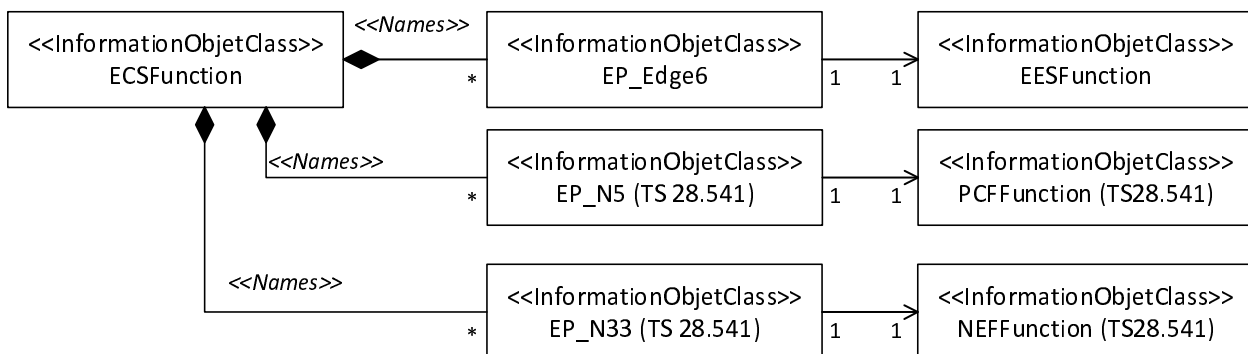 <<InformationObjetClass>>
ECSFunction
<<Names>>
*
<<InformationObjetClass>>
EP_Edge6
1
1
<<InformationObjetClass>>
EESFunction
<<Names>>
*
<<InformationObjetClass>>
EP_N5 (TS 28.541)
1
1
<<InformationObjetClass>>
PCFFunction (TS28.541)
<<Names>>
*
<<InformationObjetClass>>
EP_N33 (TS 28.541)
1
1
<<InformationObjetClass>>
NEFFunction (TS28.541)